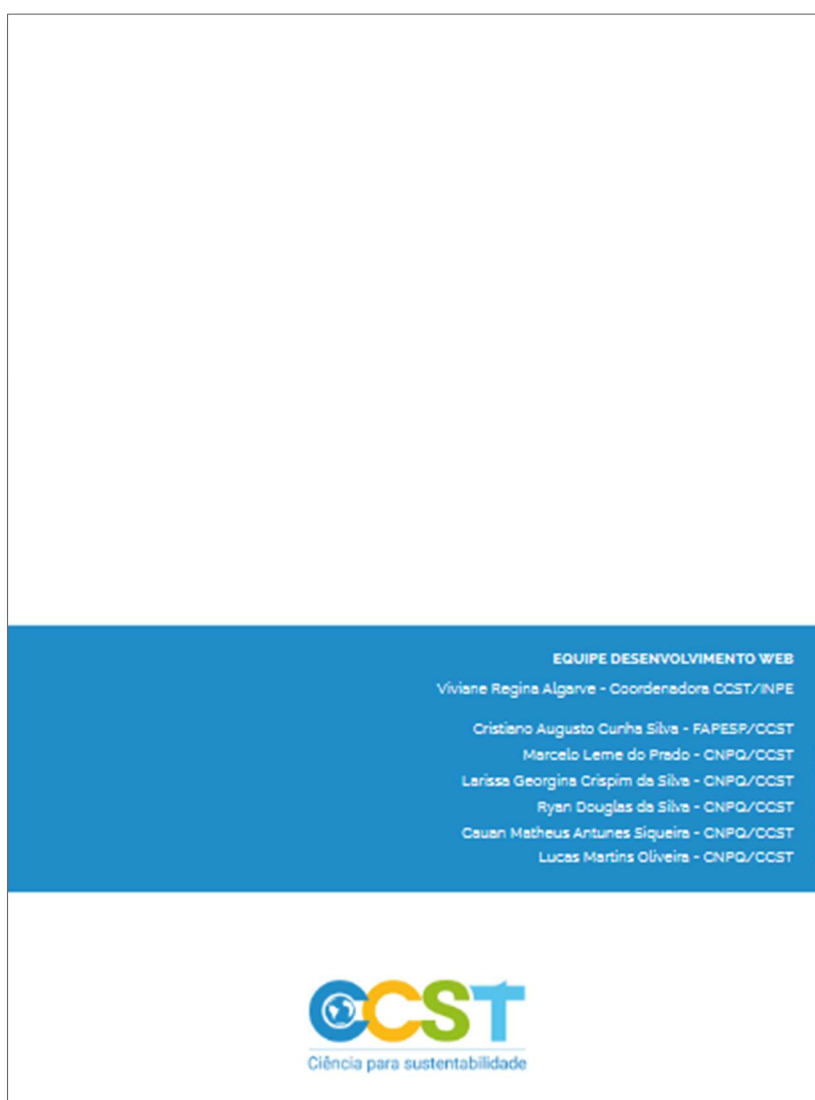 EQUIPE DESENVOLVIMENTO WEB
Viviane Regina Algarve - Coordenadora CCST/INPE
Cristiano Augusto Cunha Silva - FAPESP/CCST
Marcelo Leme do Prado - CNPQ/CCST
Larissa Georgina Crispim da Silva - CNPQ/CCST
Ryan Douglas da Silva - CNPQ/CCST
Cauan Matheus Antunes Siqueira - CNPQ/CCST
Lucas Martins Oliveira - CNPQ/CCST
CCST
Ciência para sustentabilidade